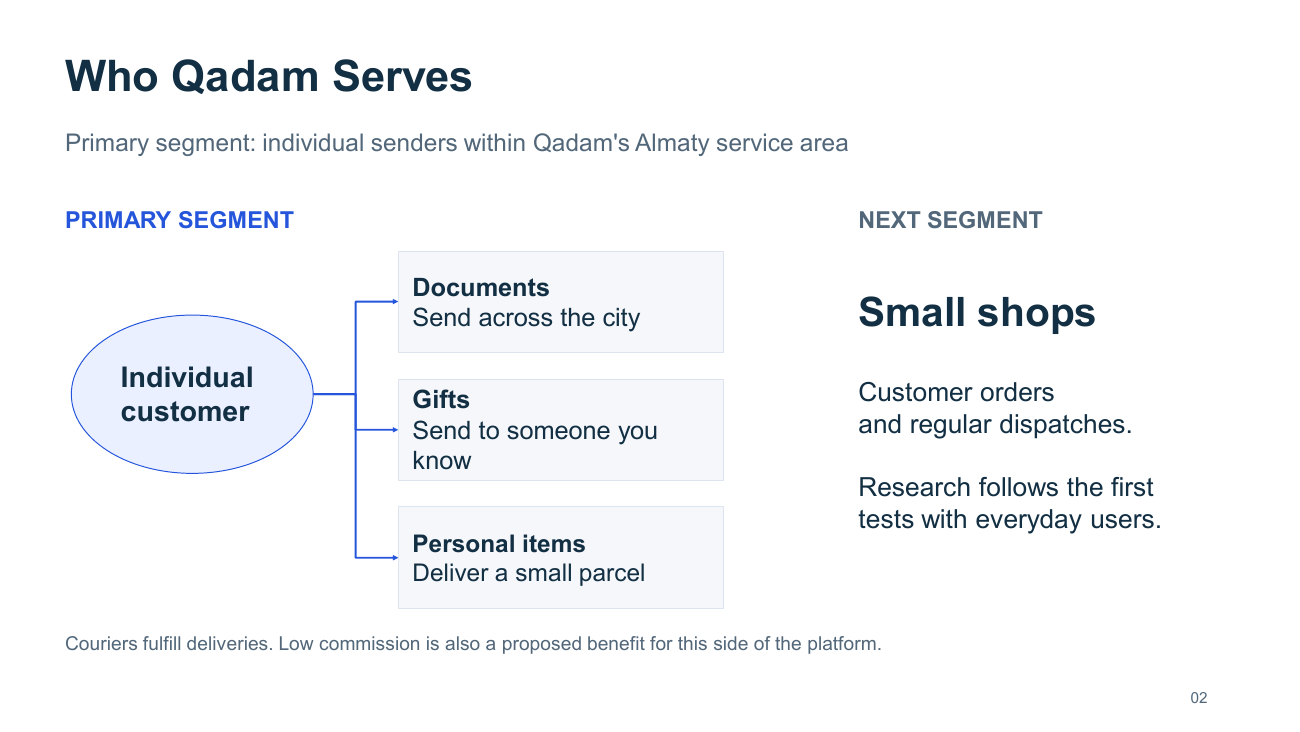 Who Qadam Serves
Primary segment: individual senders within Qadam's Almaty service area
PRIMARY SEGMENT
Individual
customer
Documents
Send across the city
Gifts
Send to someone you
know
Personal items
Deliver a small parcel
NEXT SEGMENT
Small shops
Customer orders
and regular dispatches.
Research follows the first
tests with everyday users.
Couriers fulfill deliveries. Low commission is also a proposed benefit for this side of the platform.
02